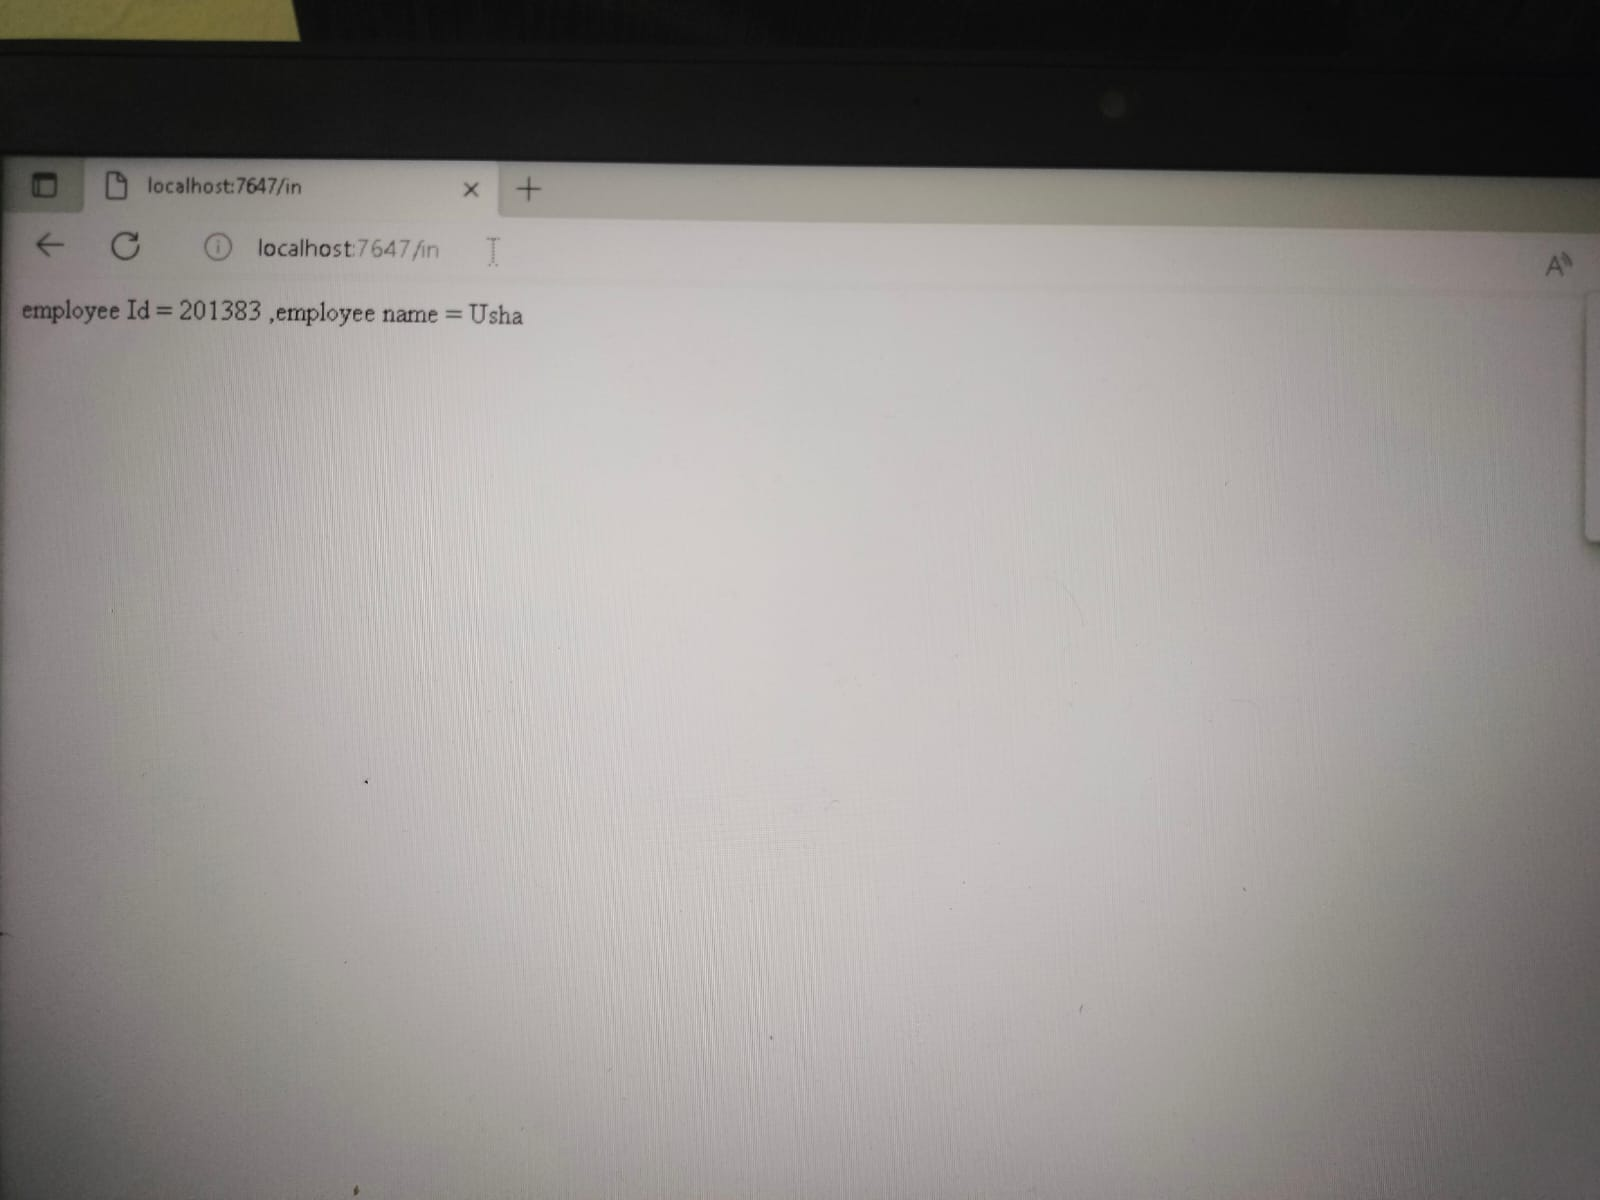 localhost:7647/in
localhost:7647/in
A
employee Id = 201383 ,employee name = Usha